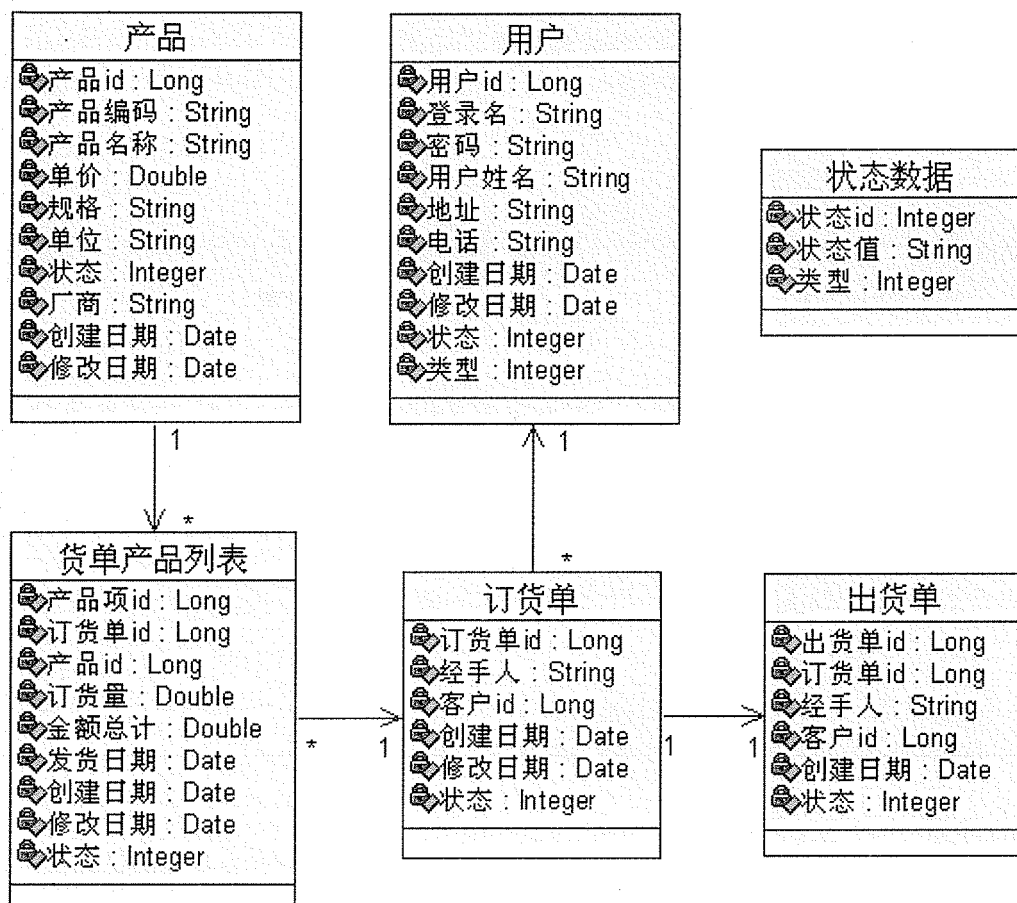 产品
产品id : Long
产品编码 : String
产品名称 : String
单价 : Double
规格 : String
单位 : String
状态 : Integer
厂商 : String
创建日期 : Date
修改日期 : Date
用户
用户id : Long
登录名 : String
密码 : String
用户姓名 : String
地址 : String
电话 : String
创建日期 : Date
修改日期 : Date
状态 : Integer
类型 : Integer
状态数据
状态id : Integer
状态值 : String
类型 : Integer
1
*
1
*
货单产品列表
产品项id : Long
订货单id : Long
产品id : Long
订货量 : Double
金额总计 : Double
发货日期 : Date
创建日期 : Date
修改日期 : Date
状态 : Integer
*
1
订货单
订货单id : Long
经手人 : String
客户id : Long
创建日期 : Date
修改日期 : Date
状态 : Integer
1
1
出货单
出货单id : Long
订货单id : Long
经手人 : String
客户id : Long
创建日期 : Date
状态 : Integer